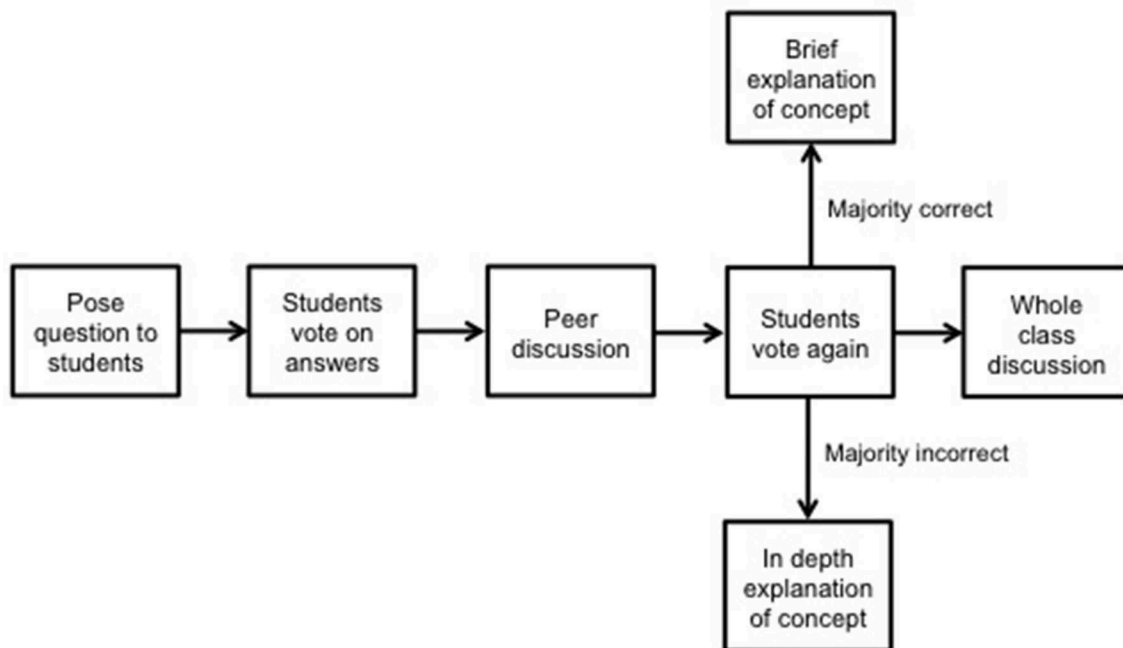 Brief
explanation
of concept
Majority correct
Pose
question to
students
Students
vote on
answers
Peer
discussion
Students
vote again
Whole
class
discussion
Majority incorrect
In depth
explanation
of concept